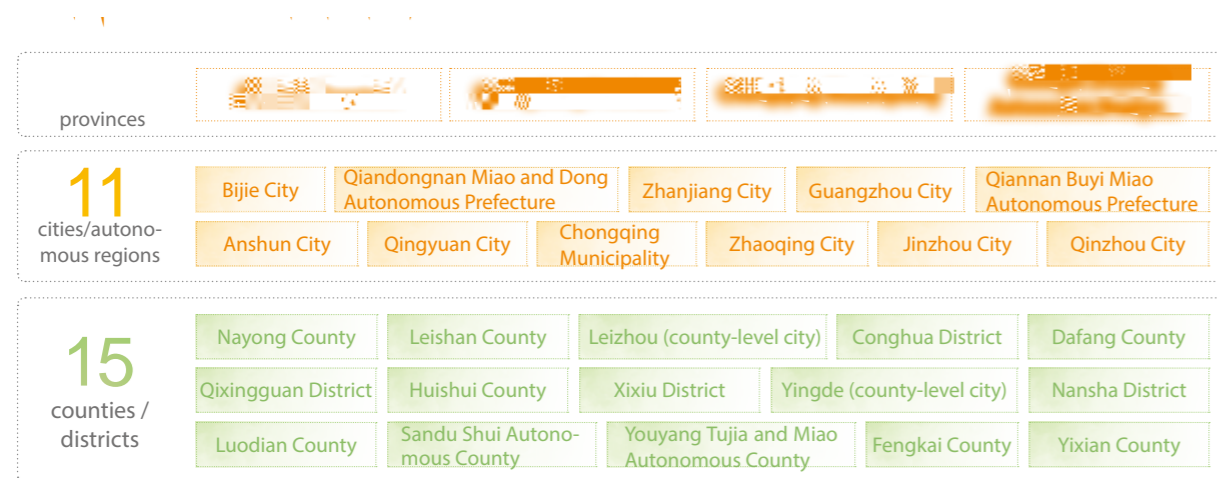 provinces
11
cities/autono-
mous regions
Bijie City
Qiandongnan Miao and Dong
Autonomous Prefecture
Zhanjiang City
Guangzhou City
Qiannan Buyi Miao
Autonomous Prefecture
Anshun City
Qingyuan City
Chongqing
Municipality
Zhaoqing City
Jinzhou City
Qinzhou City
15
counties /
districts
Nayong County
Leishan County
Leizhou (county-level city)
Conghua District
Dafang County
Qixingguan District
Huishui County
Xixiu District
Yingde (county-level city)
Nansha District
Luodian County
Sandu Shui Autono-
mous County
Youyang Tujia and Miao
Autonomous County
Fengkai County
Yixian County